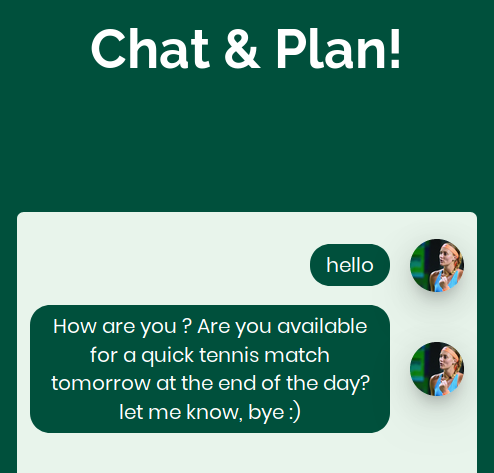 Chat & Plan!
hello
How are you ? Are you available
for a quick tennis match
tomorrow at the end of the day?
let me know, bye :)